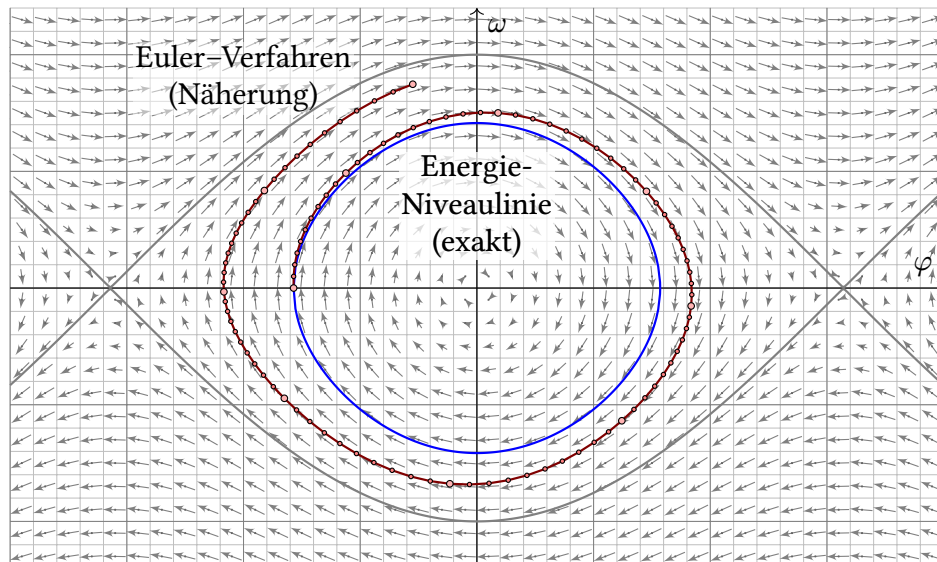 ω
Euler–Verfahren
(Näherung)
Energie-
Niveaulinie
(exakt)
φ